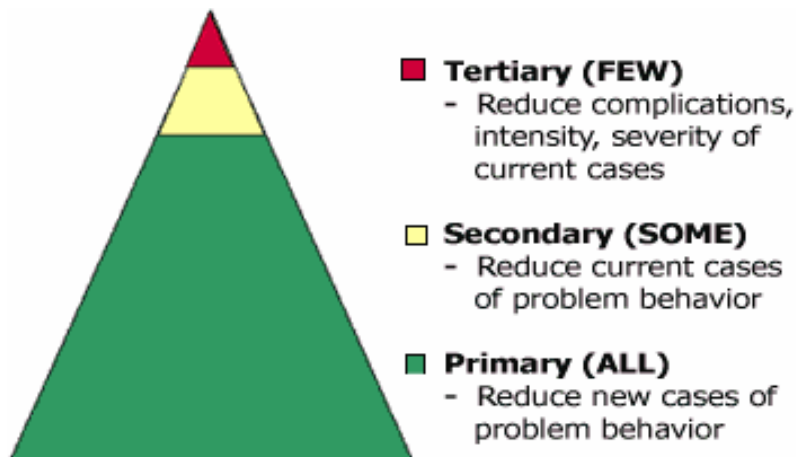 Tertiary (FEW)
- Reduce complications,
intensity, severity of
current cases
Secondary (SOME)
- Reduce current cases
of problem behavior
Primary (ALL)
- Reduce new cases of
problem behavior